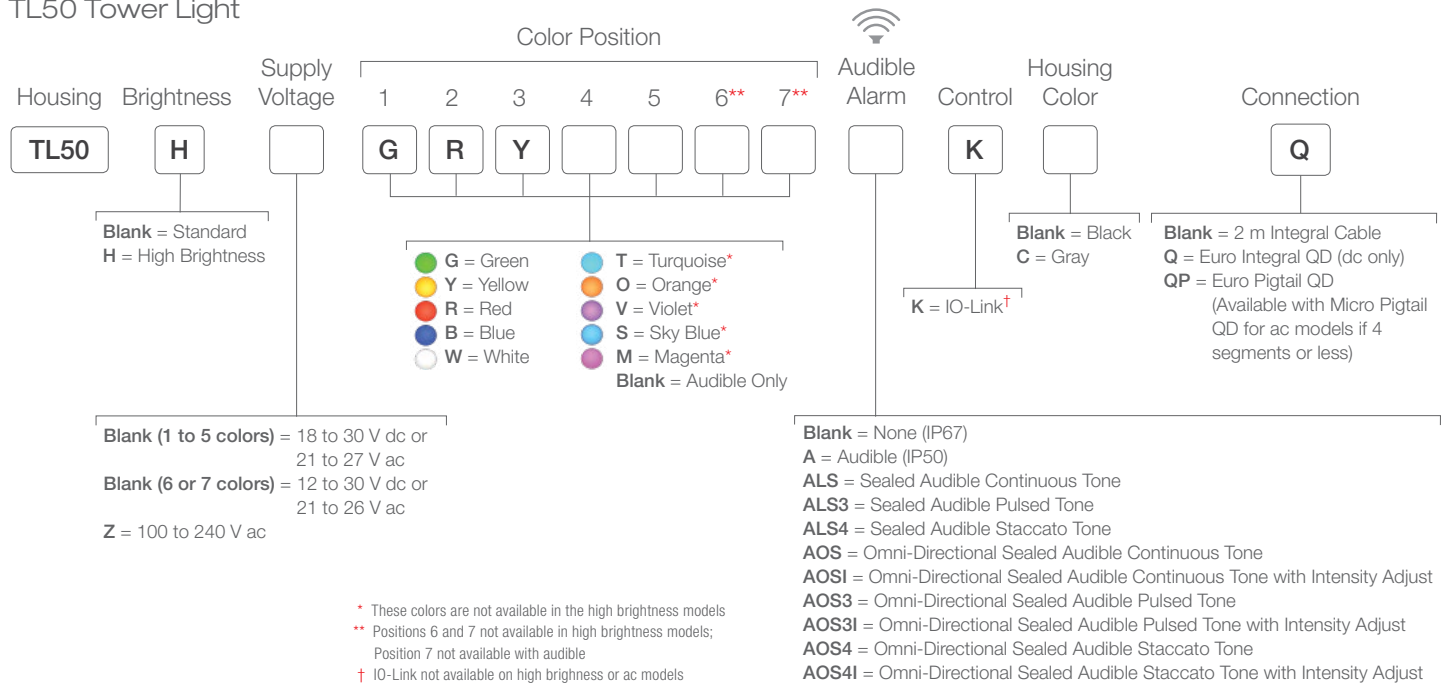 TL50 Tower Light
Color Position
Supply
Voltage
Audible
Alarm
Housing
Color
Housing Brightness 1 2 3 4 5 6** 7** Control Connection
TL50 H G R Y K Q
Blank = Standard
H = High Brightness
G = Green
Y = Yellow
R = Red
B = Blue
W = White
T = Turquoise*
O = Orange*
V = Violet*
S = Sky Blue*
M = Magenta*
Blank = Audible Only
K = IO-Link†
Blank = Black
C = Gray
Blank = 2 m Integral Cable
Q = Euro Integral QD (dc only)
QP = Euro Pigtail QD
(Available with Micro Pigtail
QD for ac models if 4
segments or less)
Blank (1 to 5 colors) = 18 to 30 V dc or
21 to 27 V ac
Blank (6 or 7 colors) = 12 to 30 V dc or
21 to 26 V ac
Z = 100 to 240 V ac
Blank = None (IP67)
A = Audible (IP50)
ALS = Sealed Audible Continuous Tone
ALS3 = Sealed Audible Pulsed Tone
ALS4 = Sealed Audible Staccato Tone
AOS = Omni-Directional Sealed Audible Continuous Tone
AOSI = Omni-Directional Sealed Audible Continuous Tone with Intensity Adjust
AOS3 = Omni-Directional Sealed Audible Pulsed Tone
AOS3I = Omni-Directional Sealed Audible Pulsed Tone with Intensity Adjust
AOS4 = Omni-Directional Sealed Audible Staccato Tone
AOS4I = Omni-Directional Sealed Audible Staccato Tone with Intensity Adjust
* These colors are not available in the high brightness models
** Positions 6 and 7 not available in high brightness models;
Position 7 not available with audible
† IO-Link not available on high brighness or ac models